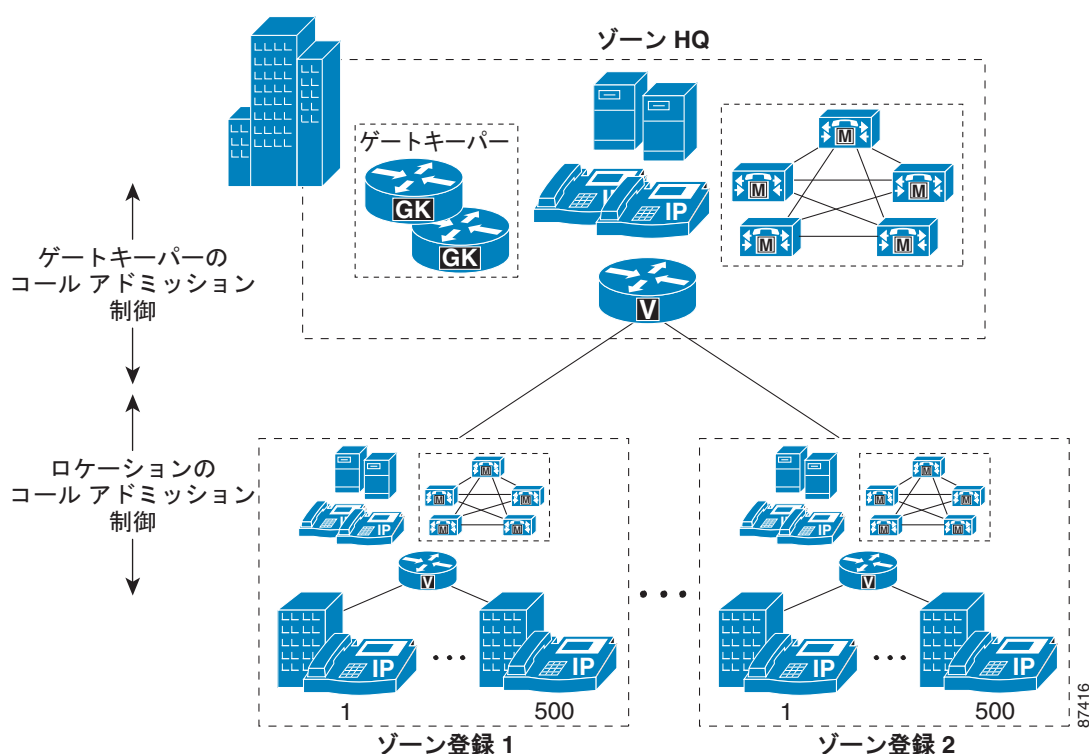 ゾーン HQ
ゲートキーパー
GK
GK
IP
IP
M
M
M
M
M
V
ゲートキーパーの
コール アドミッション
制御
ロケーションの
コール アドミッション
制御
IP
M
M
M
M
M
V
IP
...
IP
1
500
ゾーン登録 1
...
IP
M
M
M
M
M
V
IP
...
IP
1
500
ゾーン登録 2
87416